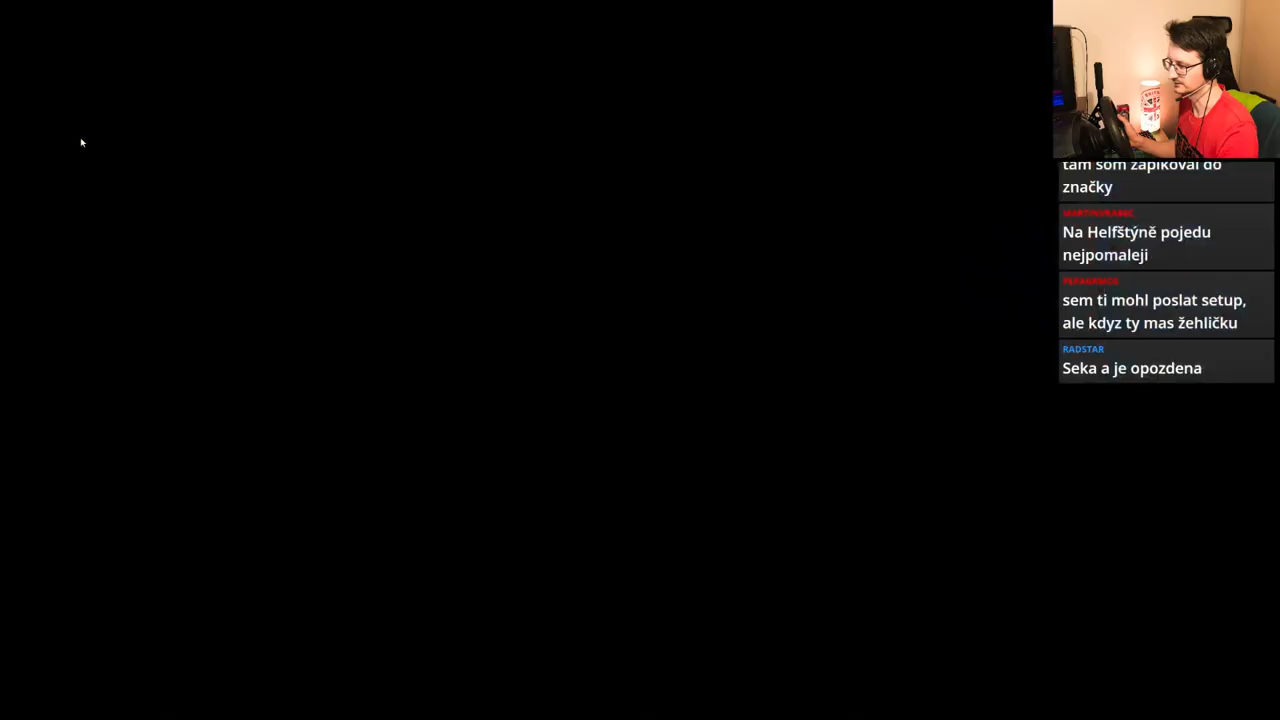 tam som zapikoval do
značky
Na Helfštýně pojedu
nejpomaleji
sem ti mohl poslat setup,
ale kdyz ty mas žehličku
RADSTAR
Seka a je opozdena